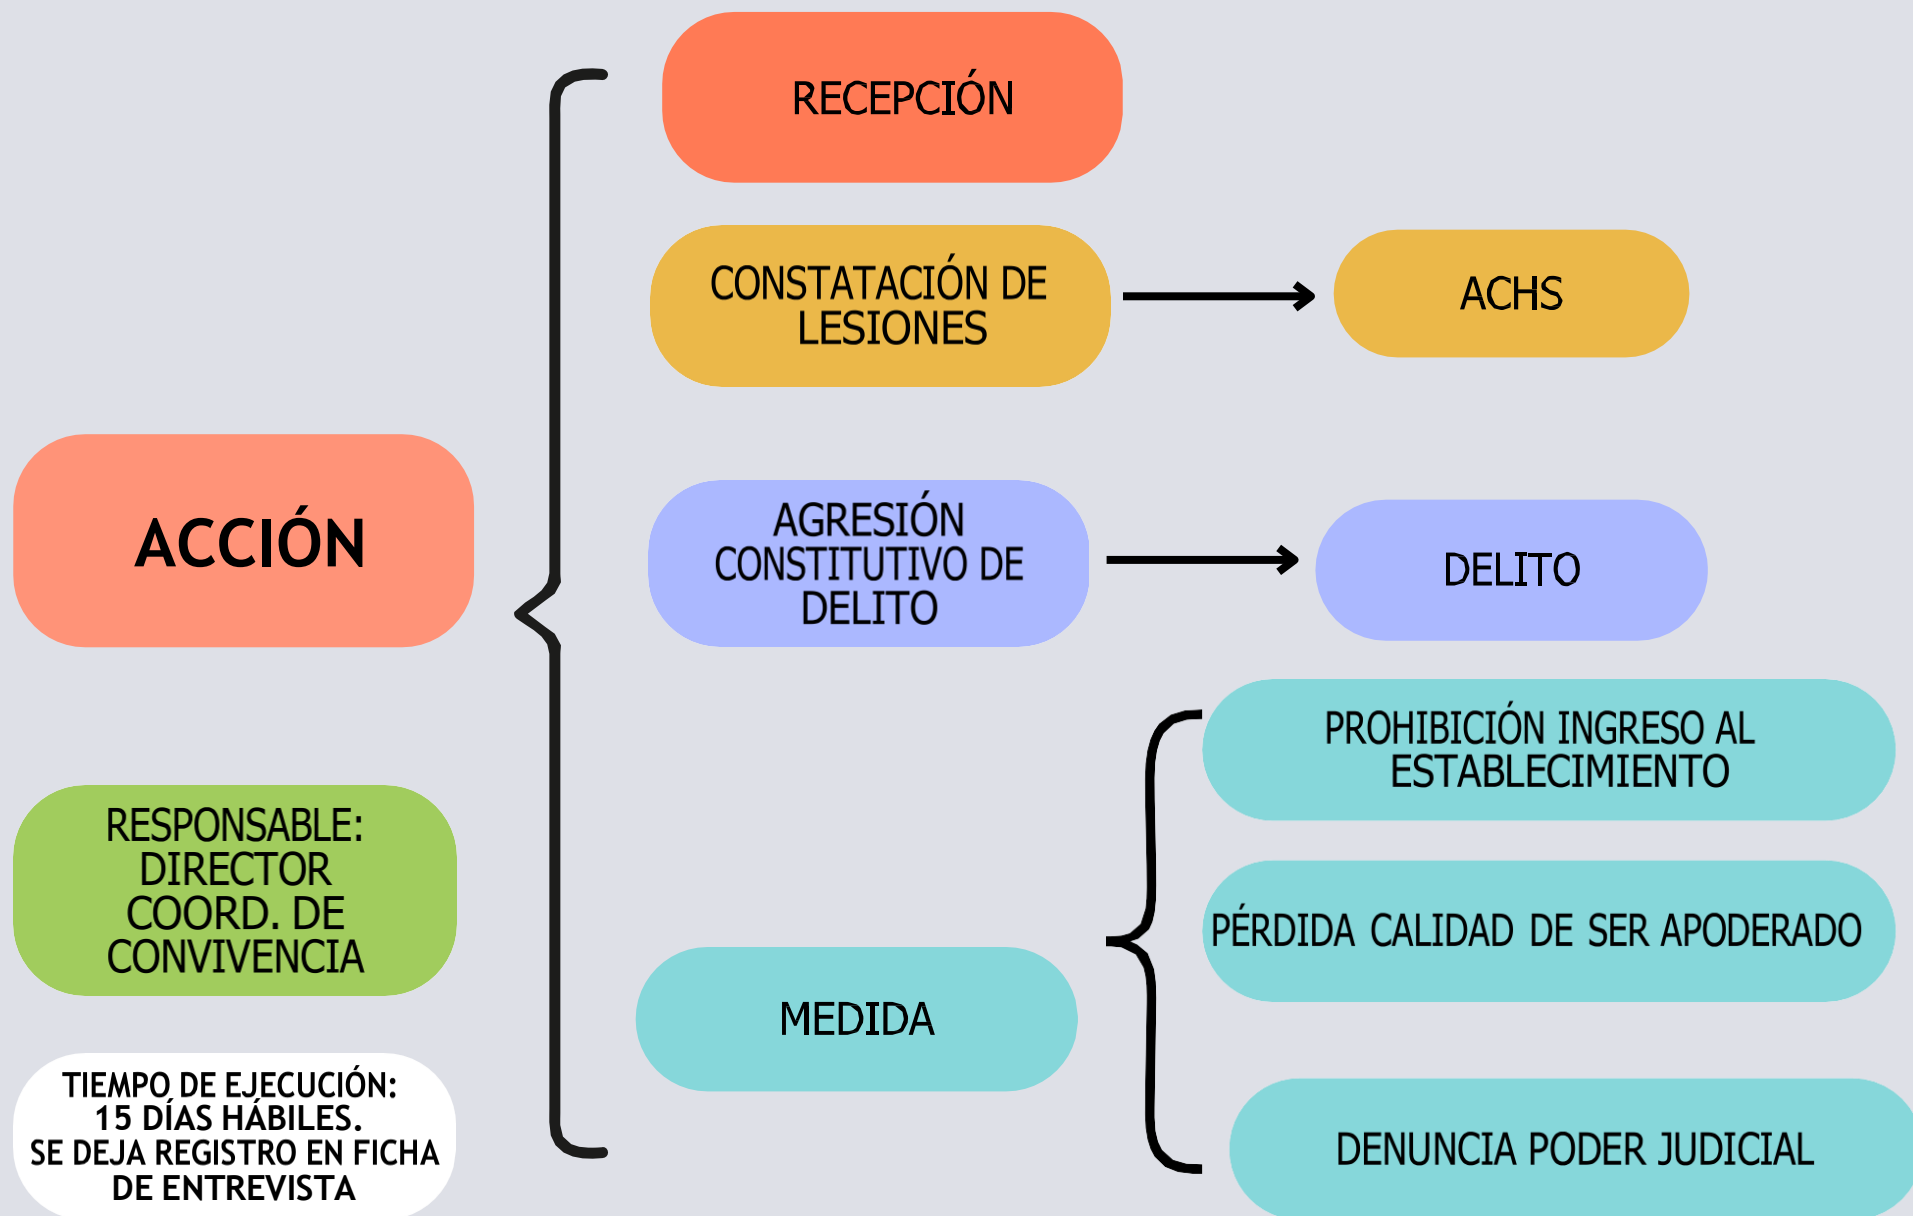 ACCIÓN
RESPONSABLE:
DIRECTOR
COORD. DE
CONVIVENCIA
TIEMPO DE EJECUCIÓN:
15 DÍAS HÁBILES.
SE DEJA REGISTRO EN FICHA
DE ENTREVISTA
RECEPCIÓN
CONSTATACIÓN DE
LESIONES
ACHS
AGRESIÓN
CONSTITUTIVO DE
DELITO
DELITO
MEDIDA
PROHIBICIÓN INGRESO AL
ESTABLECIMIENTO
PÉRDIDA CALIDAD DE SER APODERADO
DENUNCIA PODER JUDICIAL